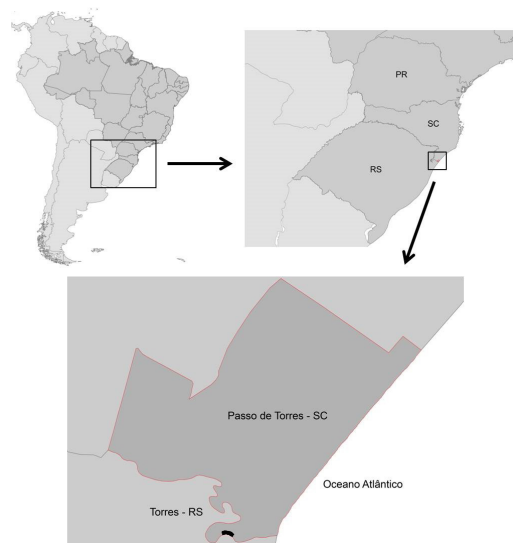 PR
SC
RS
Passo de Torres - SC
Oceano Atlântico
Torres - RS